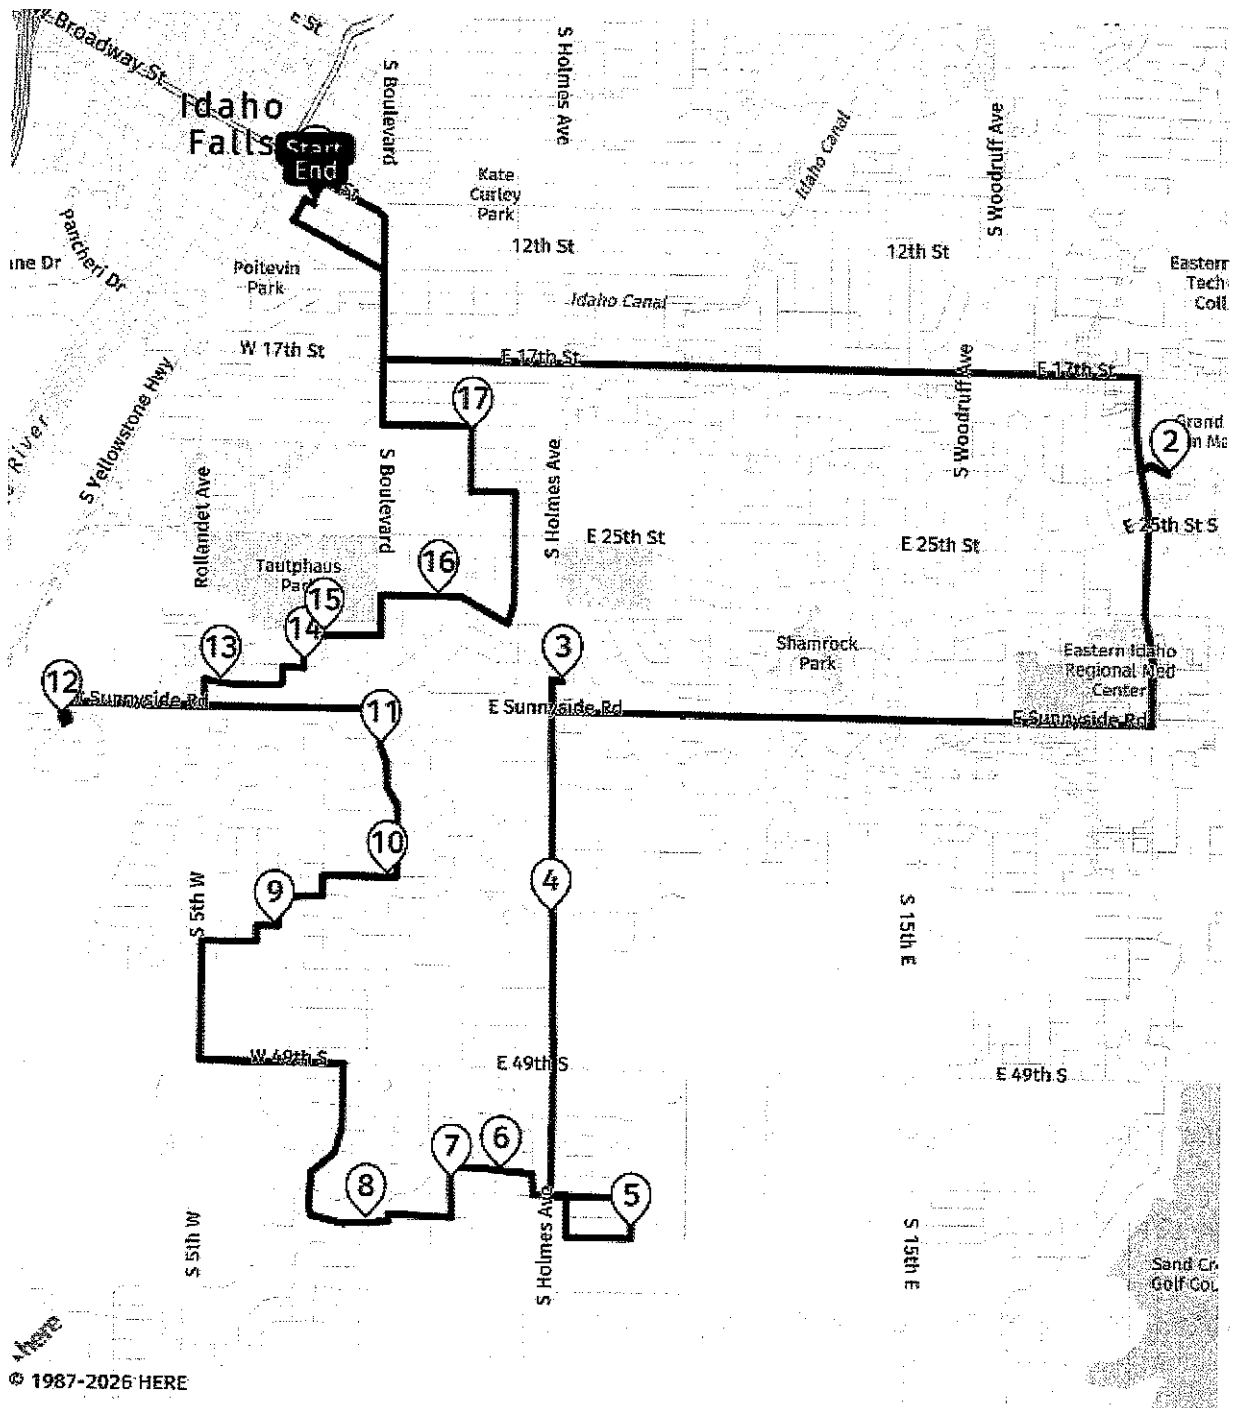 Broadway St
E St
S Boulevard
S Holmes Ave
Idaho
Falls
Start
End
St
Kate
Curley
Park
Idaho Canal
S Woodruff Ave
Pancheri Dr
12th St
12th St
Poitevin
Park
Idaho Canal
Eastern
Tech
Coll
W 17th St
E 17th St
E 17th St
S Yellowstone Hwy
River
17
S Woodruff Ave
2
Grand
S Boulevard
S Holmes Ave
Rollandet Ave
E 25th St
E 25th St
E 25th St S
Tautphaus
Park
16
15
14
13
3
Shamrock
Park
Eastern Idaho
Regional Med
Center
12
Sunnyside Rd
11
E Sunnyside Rd
E Sunnyside Rd
10
9
4
S 5th W
S 15th E
W 49th S
E 49th S
E 49th S
7
6
8
5
S 5th W
S Holmes Ave
S 15th E
Sand Cr
Golf Cou
here
© 1987-2026 HERE